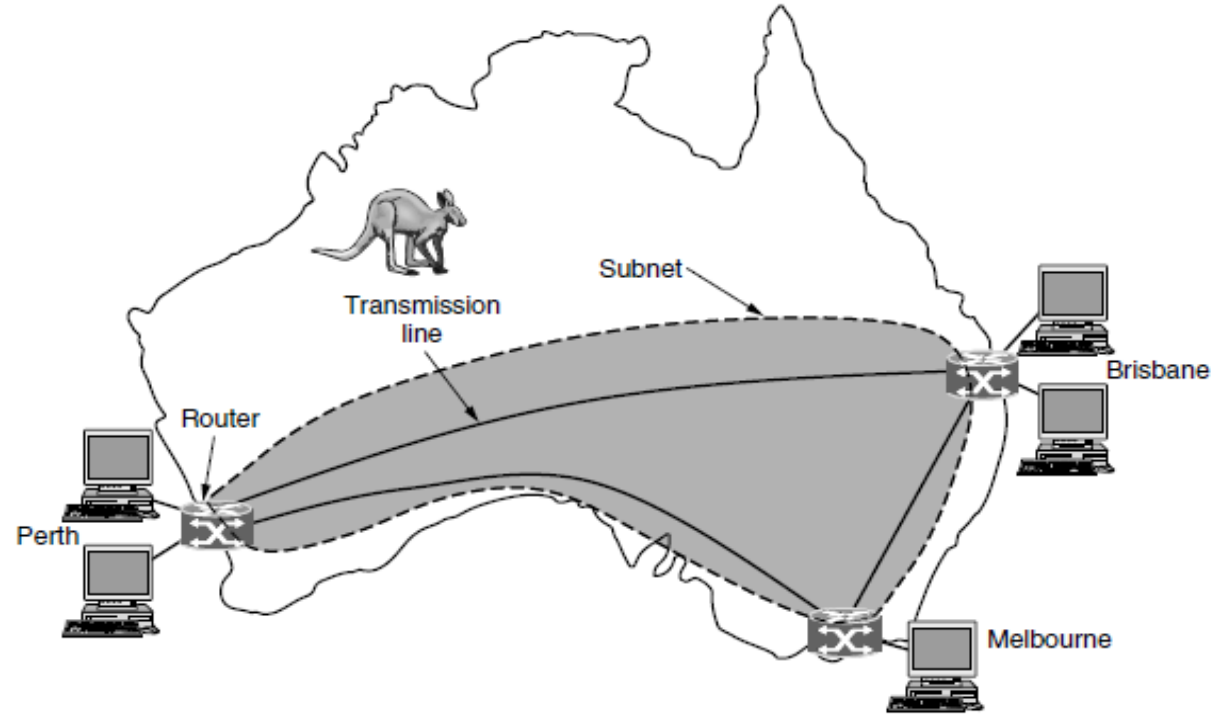 Subnet
Transmission
line
Brisbane
Router
Perth
Melbourne